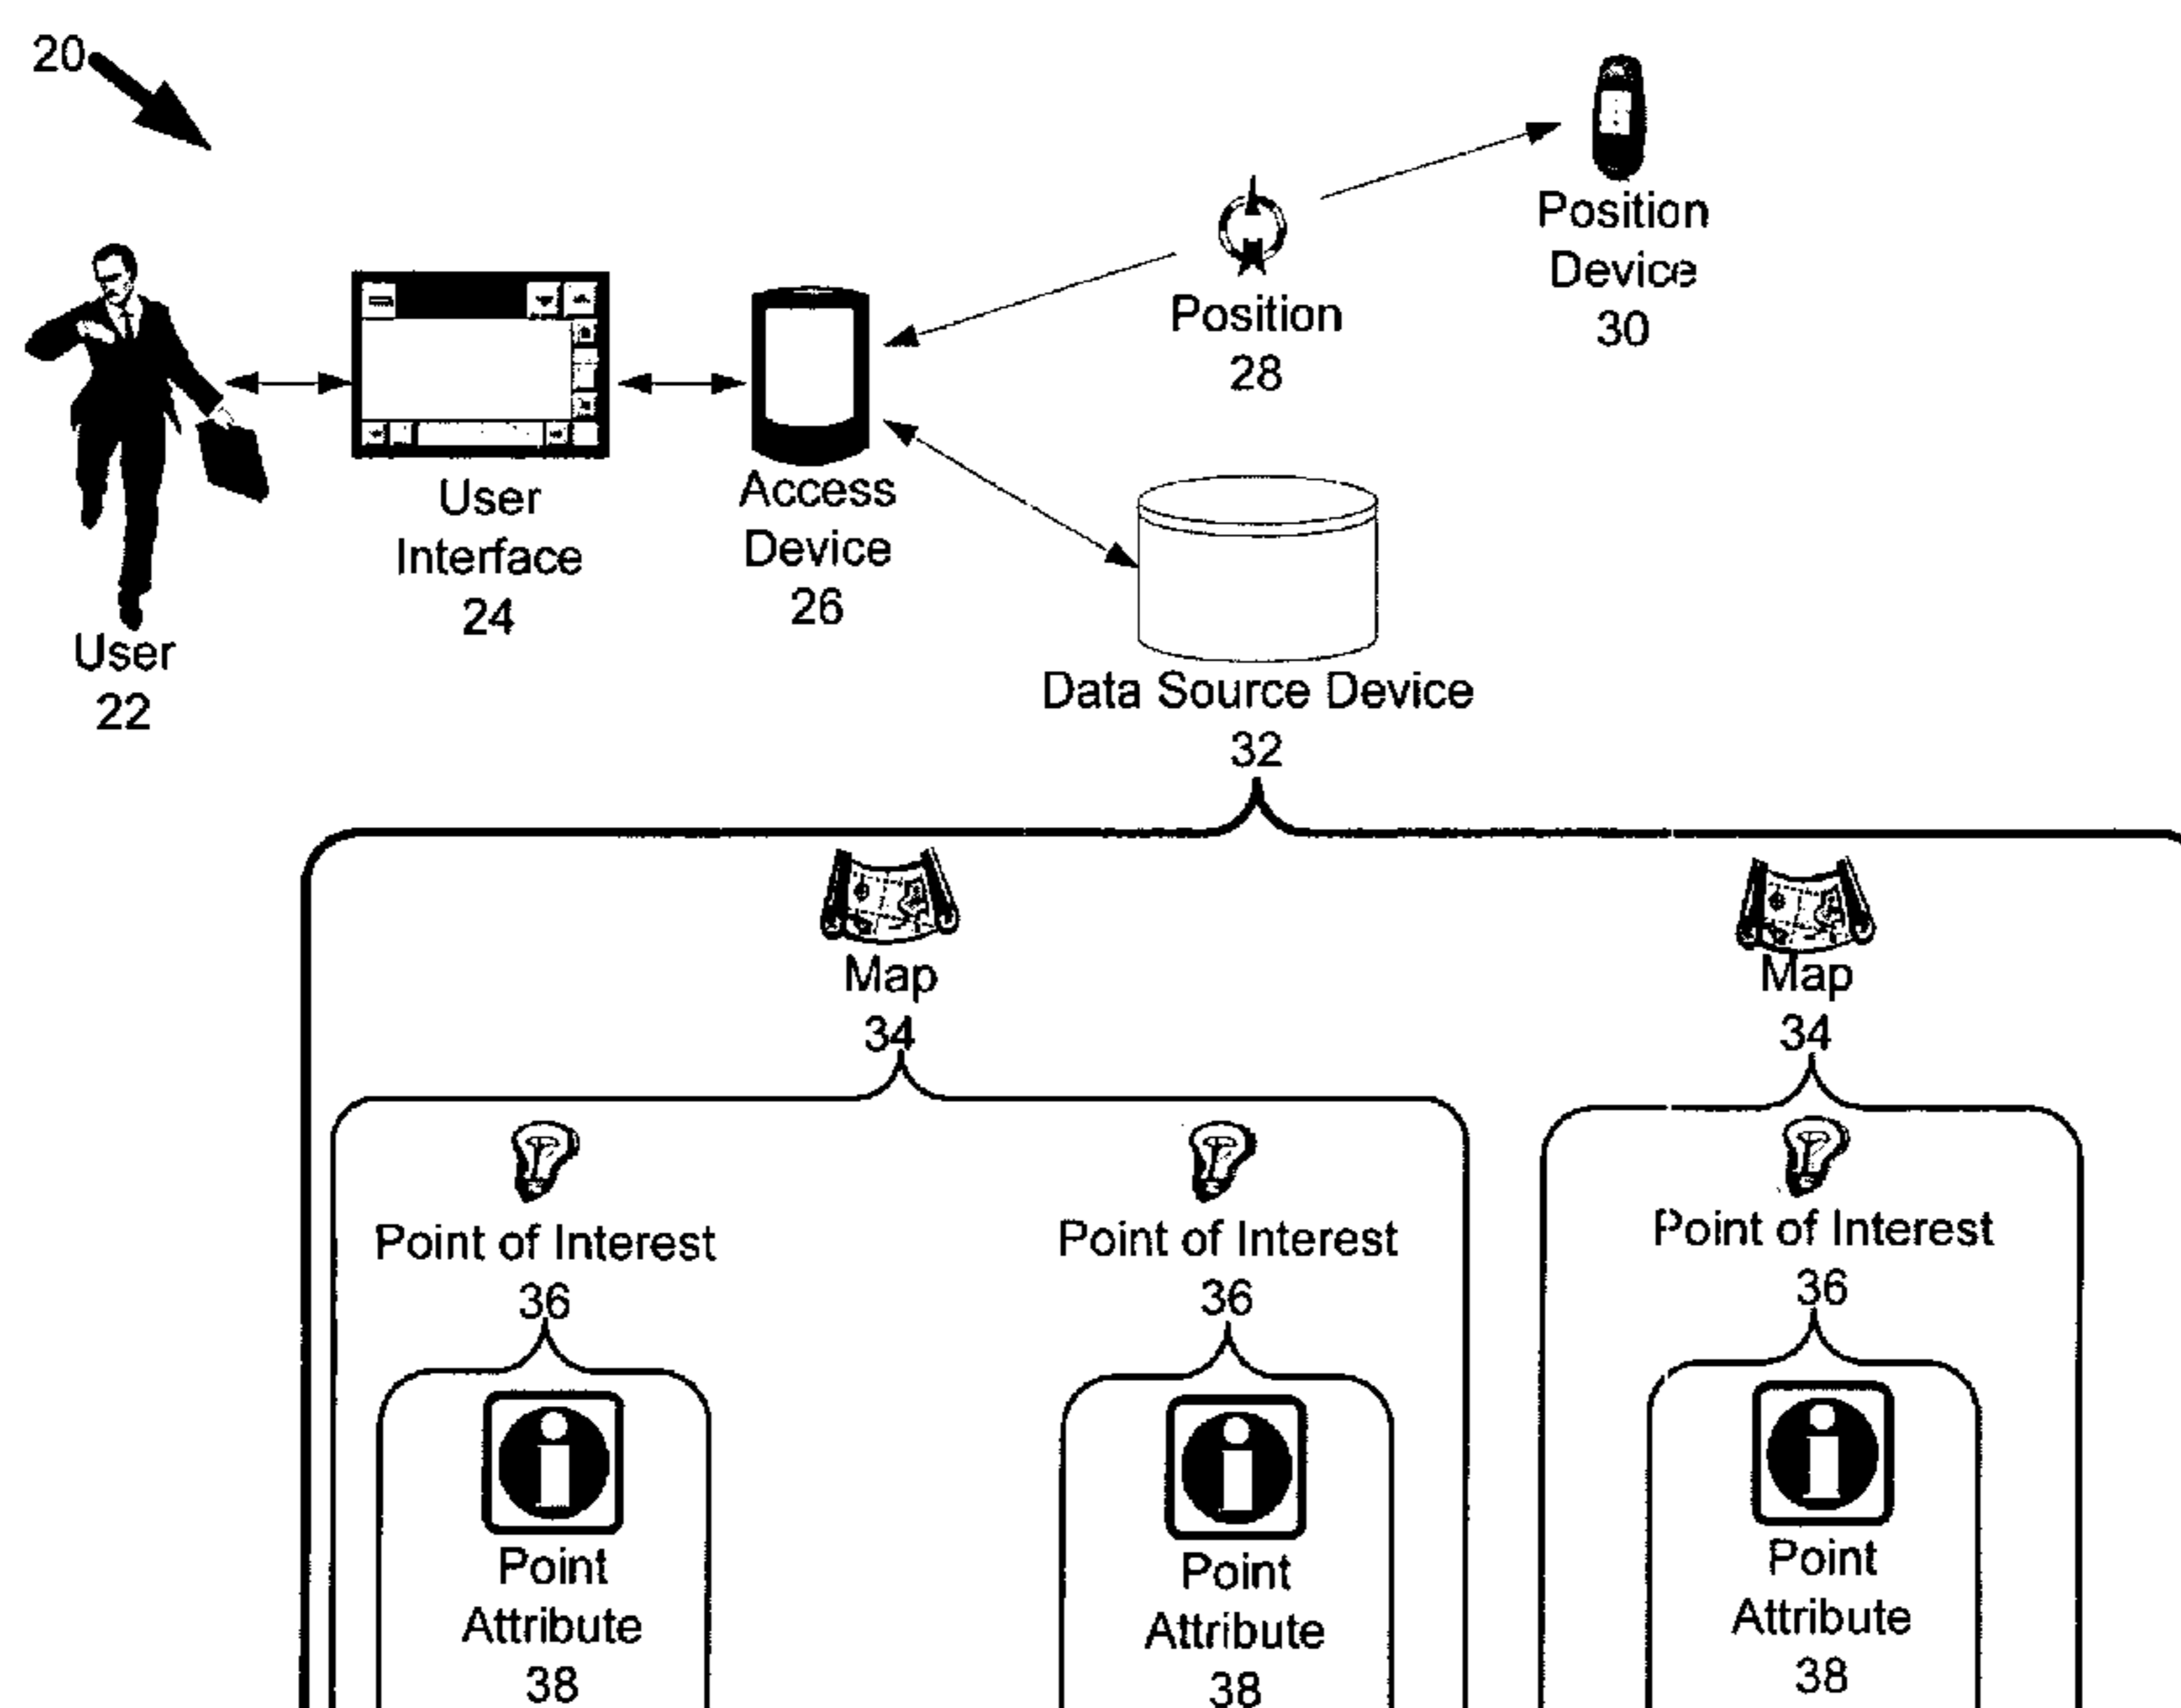 20
Position
Device
30
Position
28
User
Interface
24
Access
Device
26
User
22
Data Source Device
32
Map
34
Map
34
Point of Interest
36
Point of Interest
36
Point of Interest
36
Point
Attribute
38
Point
Attribute
38
Point
Attribute
38